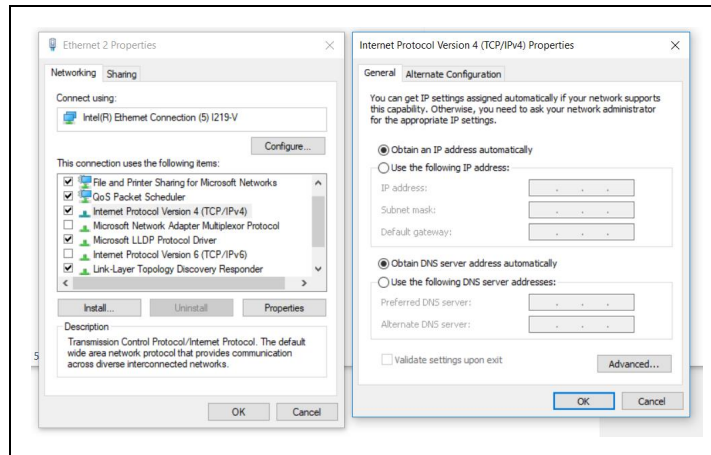 Ethernet 2 Properties
Networking Sharing
Connect using:
Intel(R) Ethernet Connection (5) I219-V
Configure...
This connection uses the following items:
File and Printer Sharing for Microsoft Networks
QoS Packet Scheduler
Internet Protocol Version 4 (TCP/IPv4)
Microsoft Network Adapter Multiplexor Protocol
Microsoft LLDP Protocol Driver
Internet Protocol Version 6 (TCP/IPv6)
Link-Layer Topology Discovery Responder
Install... Uninstall Properties
Description
Transmission Control Protocol/Internet Protocol. The default
wide area network protocol that provides communication
across diverse interconnected networks.
5
OK Cancel
Internet Protocol Version 4 (TCP/IPv4) Properties
General Alternate Configuration
You can get IP settings assigned automatically if your network supports
this capability. Otherwise, you need to ask your network administrator
for the appropriate IP settings.
Obtain an IP address automatically
Use the following IP address:
IP address: . . .
Subnet mask: . . .
Default gateway: . . .
Obtain DNS server address automatically
Use the following DNS server addresses:
Preferred DNS server: . . .
Alternate DNS server: . . .
Validate settings upon exit
Advanced...
OK Cancel